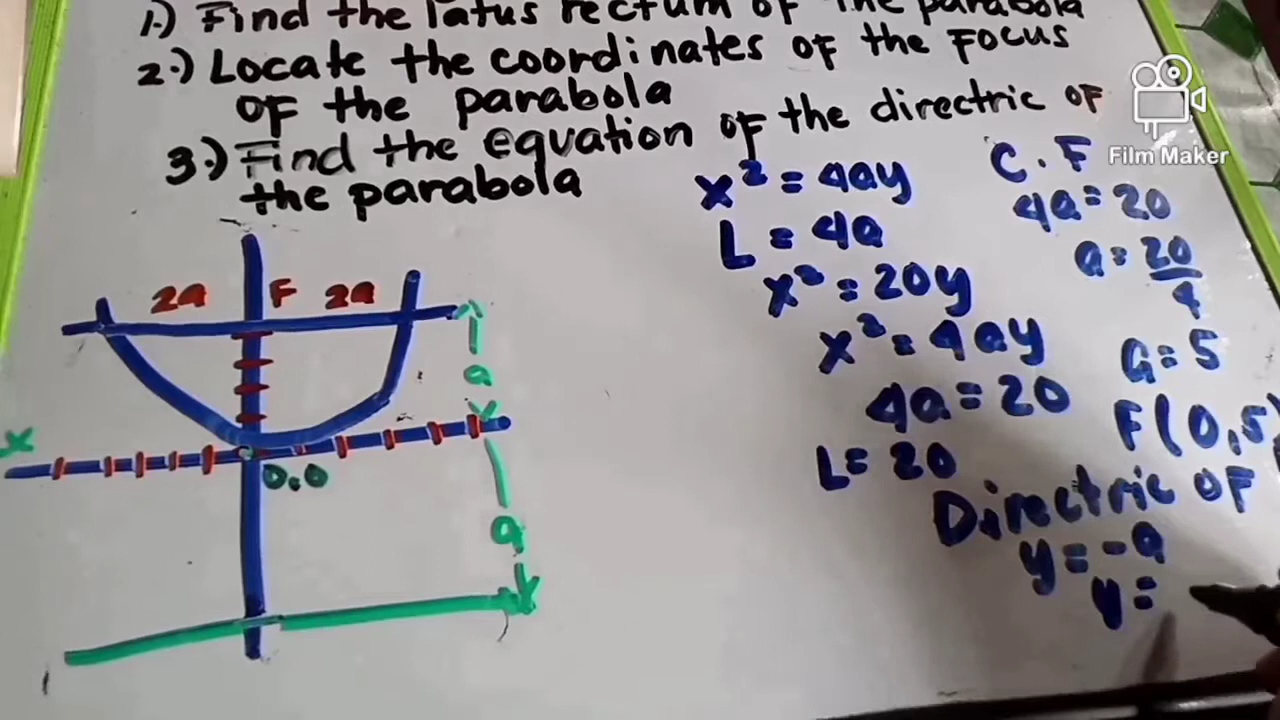 1.) Find the latus rectum of the parabola
2.) Locate the coordinates of the Focus
of the parabola
3.) Find the equation of the directric of
the parabola
Film Maker
x² = 4ay
L = 4a
x² = 20y
x² = 4ay
4a = 20
L = 20
C.F
4a = 20
a = 20
4
a = 5
F(0,5)
Directric OF
y = -a
y =
2a F 2a
a
x
0.0
a